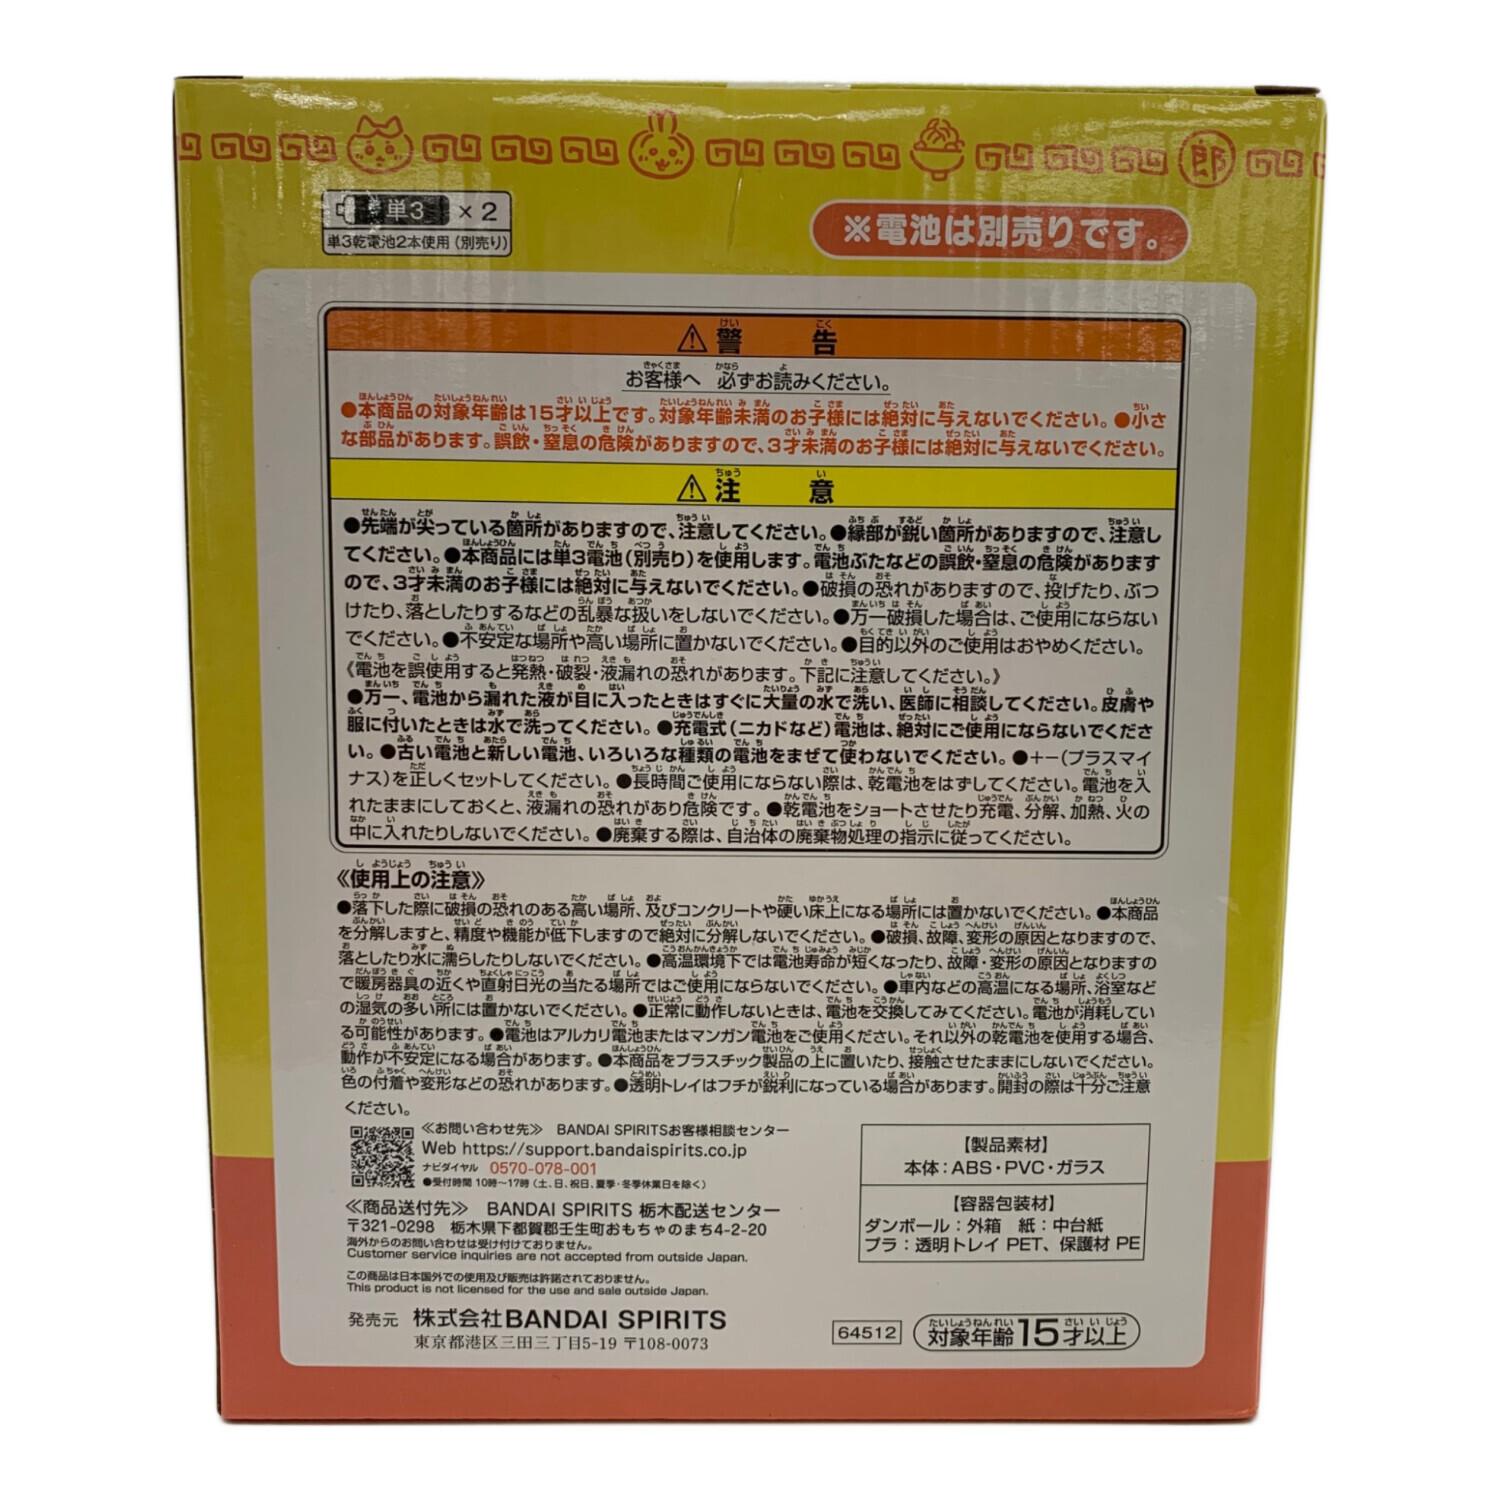 郎
単3 ×2
単3乾電池2本使用(別売り)
※電池は別売りです。
⚠警告
お客様へ 必ずお読みください。
●本商品の対象年齢は15才以上です。対象年齢未満のお子様には絶対に与えないでください。●小さ
な部品があります。誤飲・窒息の危険がありますので、3才未満のお子様には絶対に与えないでください。
⚠注意
●先端が尖っている箇所がありますので、注意してください。●縁部が鋭い箇所がありますので、注意し
てください。●本商品には単3電池(別売り)を使用します。電池ぶたなどの誤飲・窒息の危険があります
ので、3才未満のお子様には絶対に与えないでください。●破損の恐れがありますので、投げたり、ぶつ
けたり、落としたりするなどの乱暴な扱いをしないでください。●万一破損した場合は、ご使用にならない
でください。●不安定な場所や高い場所に置かないでください。●目的以外のご使用はおやめください。
《電池を誤使用すると発熱・破裂・液漏れの恐れがあります。下記に注意してください。》
●万一、電池から漏れた液が目に入ったときはすぐに大量の水で洗い、医師に相談してください。皮膚や
服に付いたときは水で洗ってください。●充電式(ニカドなど)電池は、絶対にご使用にならないでくださ
い。●古い電池と新しい電池、いろいろな種類の電池をまぜて使わないでください。●+−(プラスマイ
ナス)を正しくセットしてください。●長時間ご使用にならない際は、乾電池をはずしてください。電池を入
れたままにしておくと、液漏れの恐れがあり危険です。●乾電池をショートさせたり充電、分解、加熱、火の
中に入れたりしないでください。●廃棄する際は、自治体の廃棄物処理の指示に従ってください。
《使用上の注意》
●落下した際に破損の恐れのある高い場所、及びコンクリートや硬い床上になる場所には置かないでください。●本商品
を分解しますと、精度や機能が低下しますので絶対に分解しないでください。●破損、故障、変形の原因となりますので、
落としたり水に濡らしたりしないでください。●高温環境下では電池寿命が短くなったり、故障・変形の原因となりますの
で暖房器具の近くや直射日光の当たる場所ではご使用にならないでください。●車内などの高温になる場所、浴室など
の湿気の多い所には置かないでください。●正常に動作しないときは、電池を交換してみてください。電池が消耗してい
る可能性があります。●電池はアルカリ電池またはマンガン電池をご使用ください。それ以外の乾電池を使用する場合、
動作が不安定になる場合があります。●本商品をプラスチック製品の上に置いたり、接触させたままにしないでください。
色の付着や変形などの恐れがあります。●透明トレイはフチが鋭利になっている場合があります。開封の際は十分ご注意
ください。
≪お問い合わせ先≫ BANDAI SPIRITSお客様相談センター
Web https://support.bandaispirits.co.jp
ナビダイヤル 0570-078-001
●受付時間 10時〜17時(土、日、祝日、夏季・冬季休業日を除く)
≪商品送付先≫ BANDAI SPIRITS 栃木配送センター
〒321-0298 栃木県下都賀郡壬生町おもちゃのまち4-2-20
海外からのお問い合わせは受け付けておりません。
Customer service inquiries are not accepted from outside Japan.
この商品は日本国外での使用及び販売は許諾されておりません。
This product is not licensed for the use and sale outside Japan.
発売元 株式会社BANDAI SPIRITS
東京都港区三田三丁目5-19 〒108-0073
【製品素材】
本体：ABS・PVC・ガラス
【容器包装材】
ダンボール：外箱 紙：中台紙
プラ：透明トレイ PET、保護材 PE
64512
対象年齢15才以上